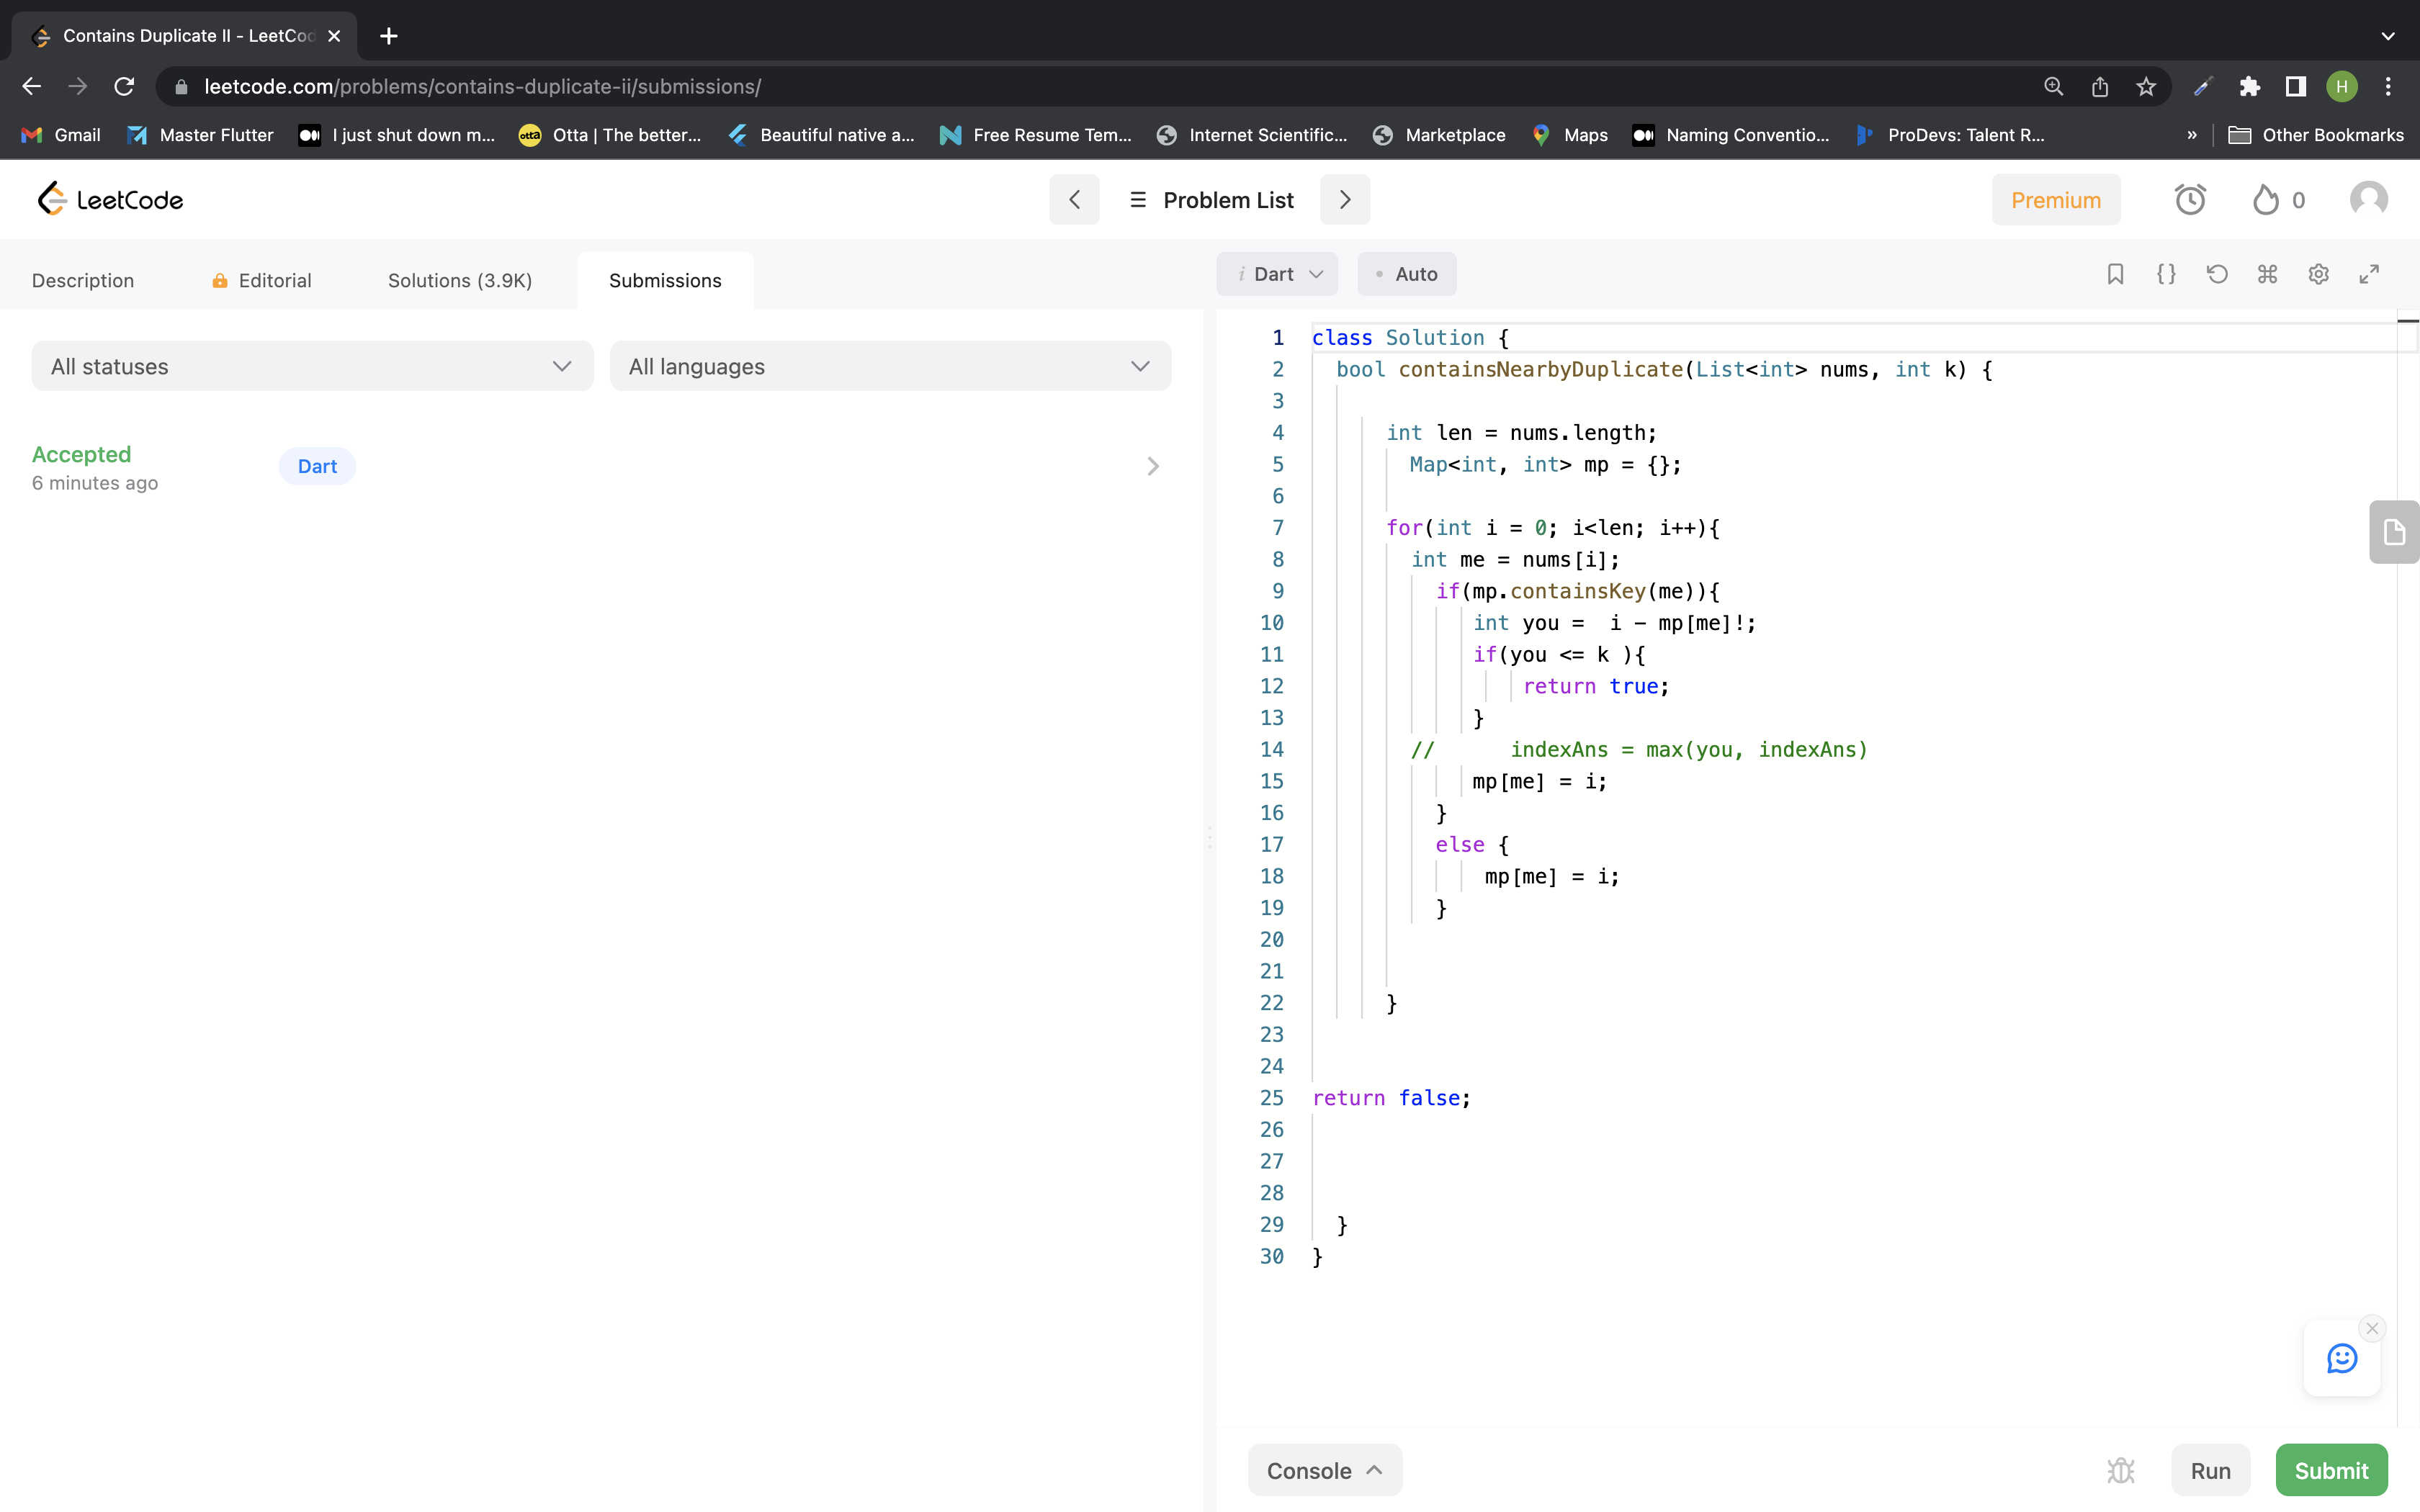 Contains Duplicate II - LeetCod
leetcode.com/problems/contains-duplicate-ii/submissions/
H
Gmail Master Flutter I just shut down m... otta Otta | The better... Beautiful native a... Free Resume Tem... Internet Scientific... Marketplace Maps Naming Conventio... ProDevs: Talent R... » Other Bookmarks
LeetCode Problem List Premium 0
Description Editorial Solutions (3.9K) Submissions
i Dart • Auto
All statuses All languages
Accepted Dart
6 minutes ago
1 class Solution {
2 bool containsNearbyDuplicate(List<int> nums, int k) {
3
4 int len = nums.length;
5 Map<int, int> mp = {};
6
7 for(int i = 0; i<len; i++){
8 int me = nums[i];
9 if(mp.containsKey(me)){
10 int you =  i - mp[me]!;
11 if(you <= k ){
12 return true;
13 }
14 //      indexAns = max(you, indexAns)
15 mp[me] = i;
16 }
17 else {
18 mp[me] = i;
19 }
20
21
22 }
23
24
25 return false;
26
27
28
29 }
30 }
Console Run Submit